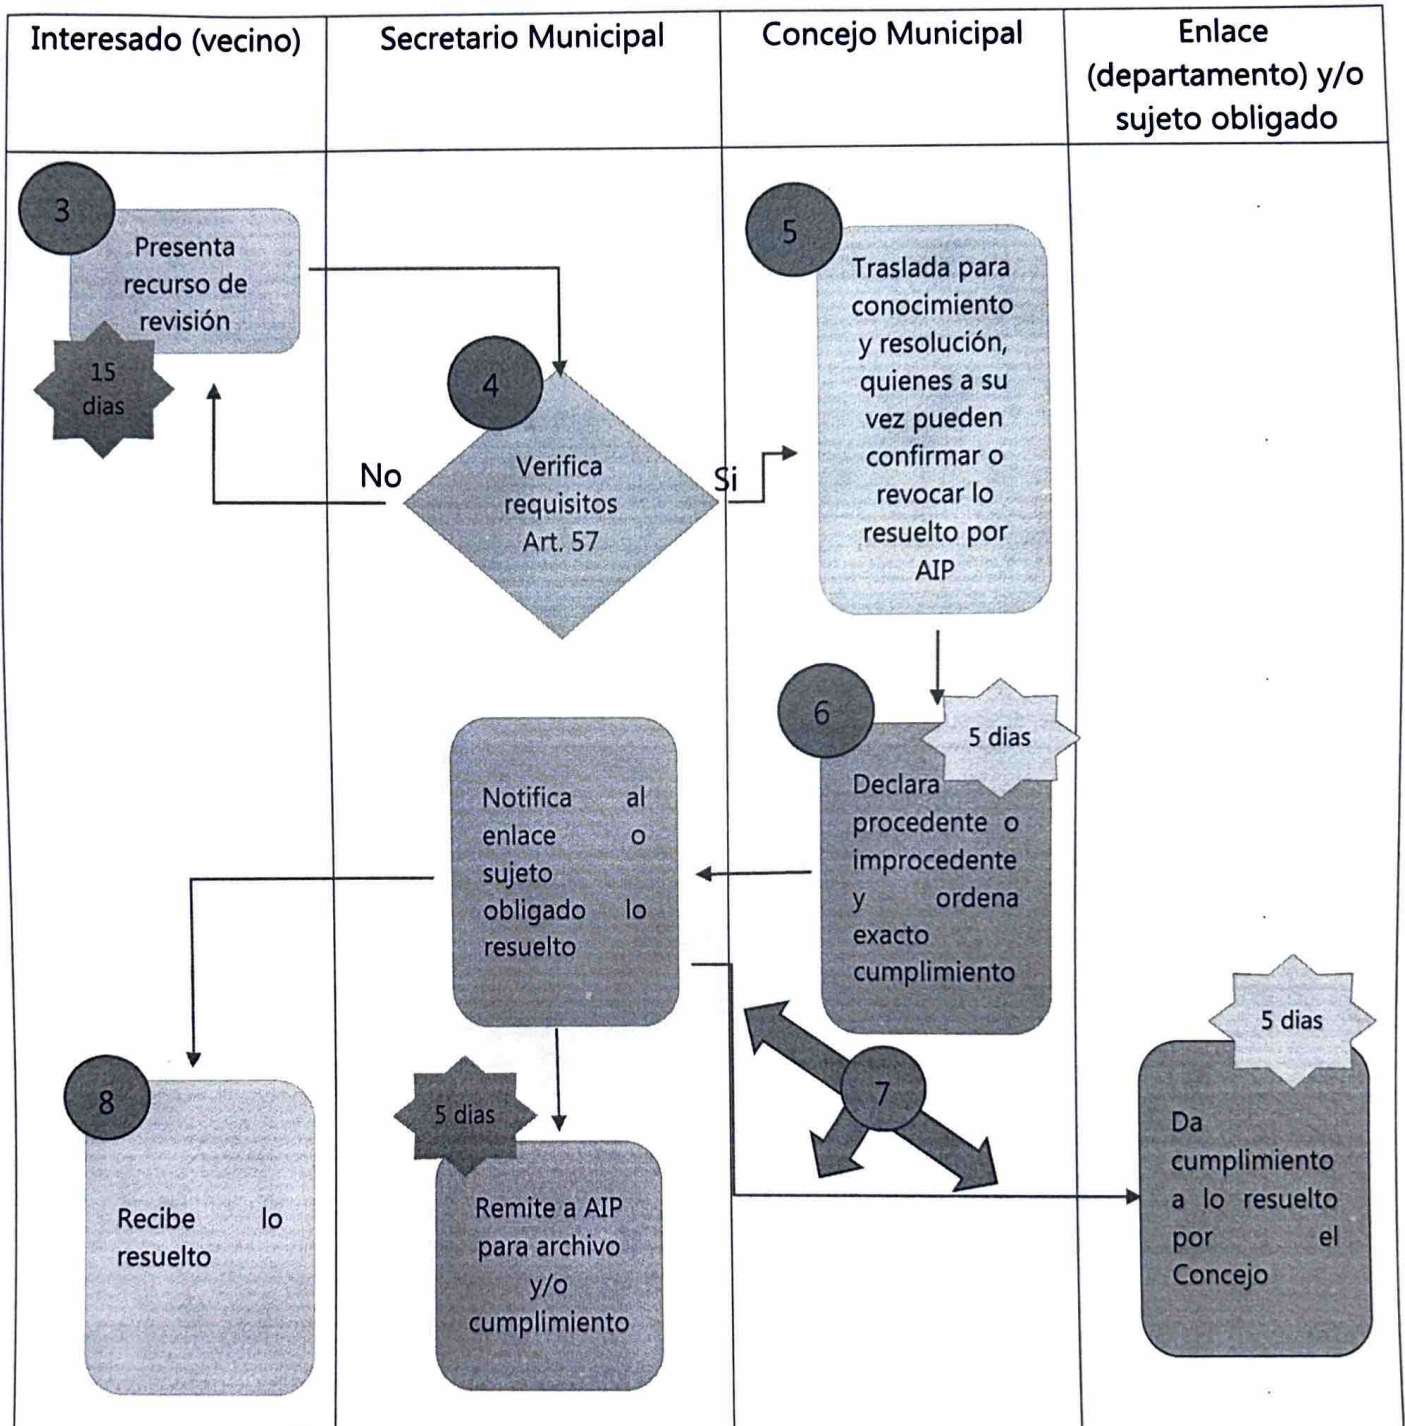 Interesado (vecino)
Secretario Municipal
Concejo Municipal
Enlace
(departamento) y/o
sujeto obligado
3
Presenta
recurso de
revisión
15
dias
4
Verifica
requisitos
Art. 57
No
Si
5
Traslada para
conocimiento
y resolución,
quienes a su
vez pueden
confirmar o
revocar lo
resuelto por
AIP
6
5 dias
Declara
procedente o
improcedente
y ordena
exacto
cumplimiento
Notifica al
enlace o
sujeto
obligado lo
resuelto
7
5 dias
Da
cumplimiento
a lo resuelto
por el
Concejo
5 dias
Remite a AIP
para archivo
y/o
cumplimiento
8
Recibe lo
resuelto